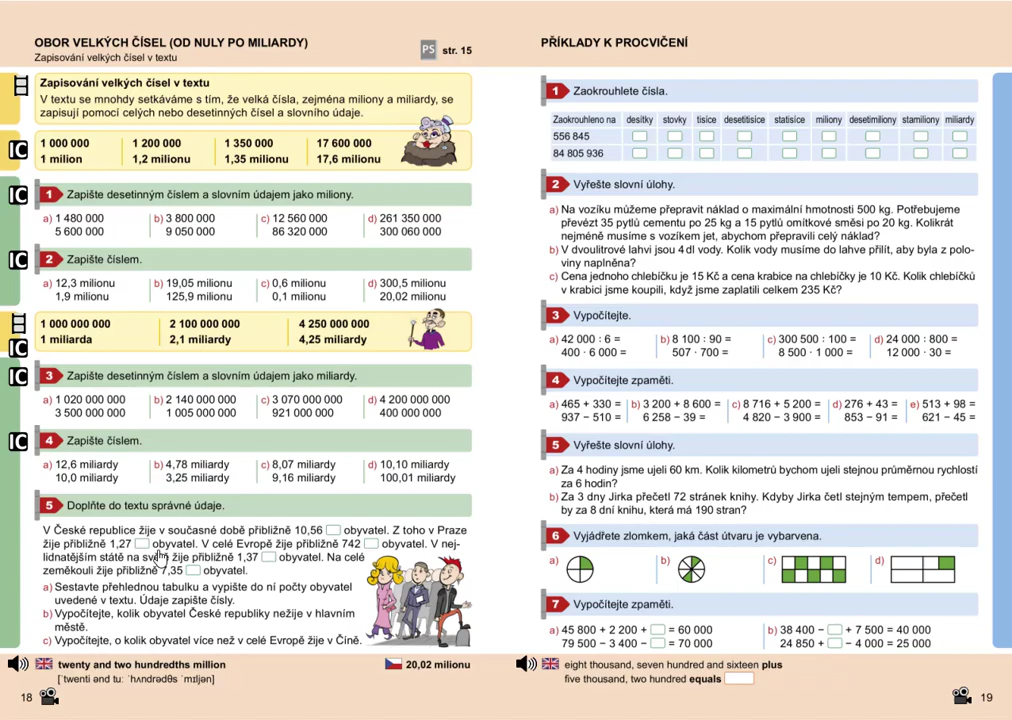 OBOR VELKÝCH ČÍSEL (OD NULY PO MILIARDY)
Zapisování velkých čísel v textu
PS str. 15
Zapisování velkých čísel v textu
V textu se mnohdy setkáváme s tím, že velká čísla, zejména miliony a miliardy, se
zapisují pomocí celých nebo desetinných čísel a slovního údaje.
IC
1 000 000 1 200 000 1 350 000 17 600 000
1 milion 1,2 milionu 1,35 milionu 17,6 milionu
IC
1 Zapište desetinným číslem a slovním údajem jako miliony.
a) 1 480 000 b) 3 800 000 c) 12 560 000 d) 261 350 000
5 600 000 9 050 000 86 320 000 300 060 000
IC
2 Zapište číslem.
a) 12,3 milionu b) 19,05 milionu c) 0,6 milionu d) 300,5 milionu
1,9 milionu 125,9 milionu 0,1 milionu 20,02 milionu
IC
1 000 000 000 2 100 000 000 4 250 000 000
1 miliarda 2,1 miliardy 4,25 miliardy
IC
3 Zapište desetinným číslem a slovním údajem jako miliardy.
a) 1 020 000 000 b) 2 140 000 000 c) 3 070 000 000 d) 4 200 000 000
3 500 000 000 1 005 000 000 921 000 000 400 000 000
IC
4 Zapište číslem.
a) 12,6 miliardy b) 4,78 miliardy c) 8,07 miliardy d) 10,10 miliardy
10,0 miliardy 3,25 miliardy 9,16 miliardy 100,01 miliardy
5 Doplňte do textu správné údaje.
V České republice žije v současné době přibližně 10,56 obyvatel. Z toho v Praze
žije přibližně 1,27 obyvatel. V celé Evropě žije přibližně 742 obyvatel. V nej-
lidnatějším státě na světě žije přibližně 1,37 obyvatel. Na celé
zeměkouli žije přibližně 7,35 obyvatel.
a) Sestavte přehlednou tabulku a vypište do ní počty obyvatel
uvedené v textu. Údaje zapište čísly.
b) Vypočítejte, kolik obyvatel České republiky nežije v hlavním
městě.
c) Vypočítejte, o kolik obyvatel více než v celé Evropě žije v Číně.
twenty and two hundredths million 20,02 milionu
[ˈtwenti ənd tuː ˈhʌndrədθs ˈmɪljən]
18
PŘÍKLADY K PROCVIČENÍ
1 Zaokrouhlete čísla.
Zaokrouhleno na desítky stovky tisíce desetitisíce statisíce miliony desetimiliony stamiliony miliardy
556 845
84 805 936
2 Vyřešte slovní úlohy.
a) Na vozíku můžeme přepravit náklad o maximální hmotnosti 500 kg. Potřebujeme
převézt 35 pytlů cementu po 25 kg a 15 pytlů omítkové směsi po 20 kg. Kolikrát
nejméně musíme s vozíkem jet, abychom přepravili celý náklad?
b) V dvoulitrové lahvi jsou 4 dl vody. Kolik vody musíme do lahve přilít, aby byla z polo-
viny naplněna?
c) Cena jednoho chlebíčku je 15 Kč a cena krabice na chlebíčky je 10 Kč. Kolik chlebíčků
v krabici jsme koupili, když jsme zaplatili celkem 235 Kč?
3 Vypočítejte.
a) 42 000 : 6 = b) 8 100 : 90 = c) 300 500 : 100 = d) 24 000 : 800 =
400 · 6 000 = 507 · 700 = 8 500 · 1 000 = 12 000 · 30 =
4 Vypočítejte zpaměti.
a) 465 + 330 = b) 3 200 + 8 600 = c) 8 716 + 5 200 = d) 276 + 43 = e) 513 + 98 =
937 − 510 = 6 258 − 39 = 4 820 − 3 900 = 853 − 91 = 621 − 45 =
5 Vyřešte slovní úlohy.
a) Za 4 hodiny jsme ujeli 60 km. Kolik kilometrů bychom ujeli stejnou průměrnou rychlostí
za 6 hodin?
b) Za 3 dny Jirka přečetl 72 stránek knihy. Kdyby Jirka četl stejným tempem, přečetl
by za 8 dní knihu, která má 190 stran?
6 Vyjádřete zlomkem, jaká část útvaru je vybarvena.
a) b) c) d)
7 Vypočítejte zpaměti.
a) 45 800 + 2 200 + = 60 000 b) 38 400 − + 7 500 = 40 000
79 500 − 3 400 − = 70 000 24 850 + − 4 000 = 25 000
eight thousand, seven hundred and sixteen plus
five thousand, two hundred equals
19